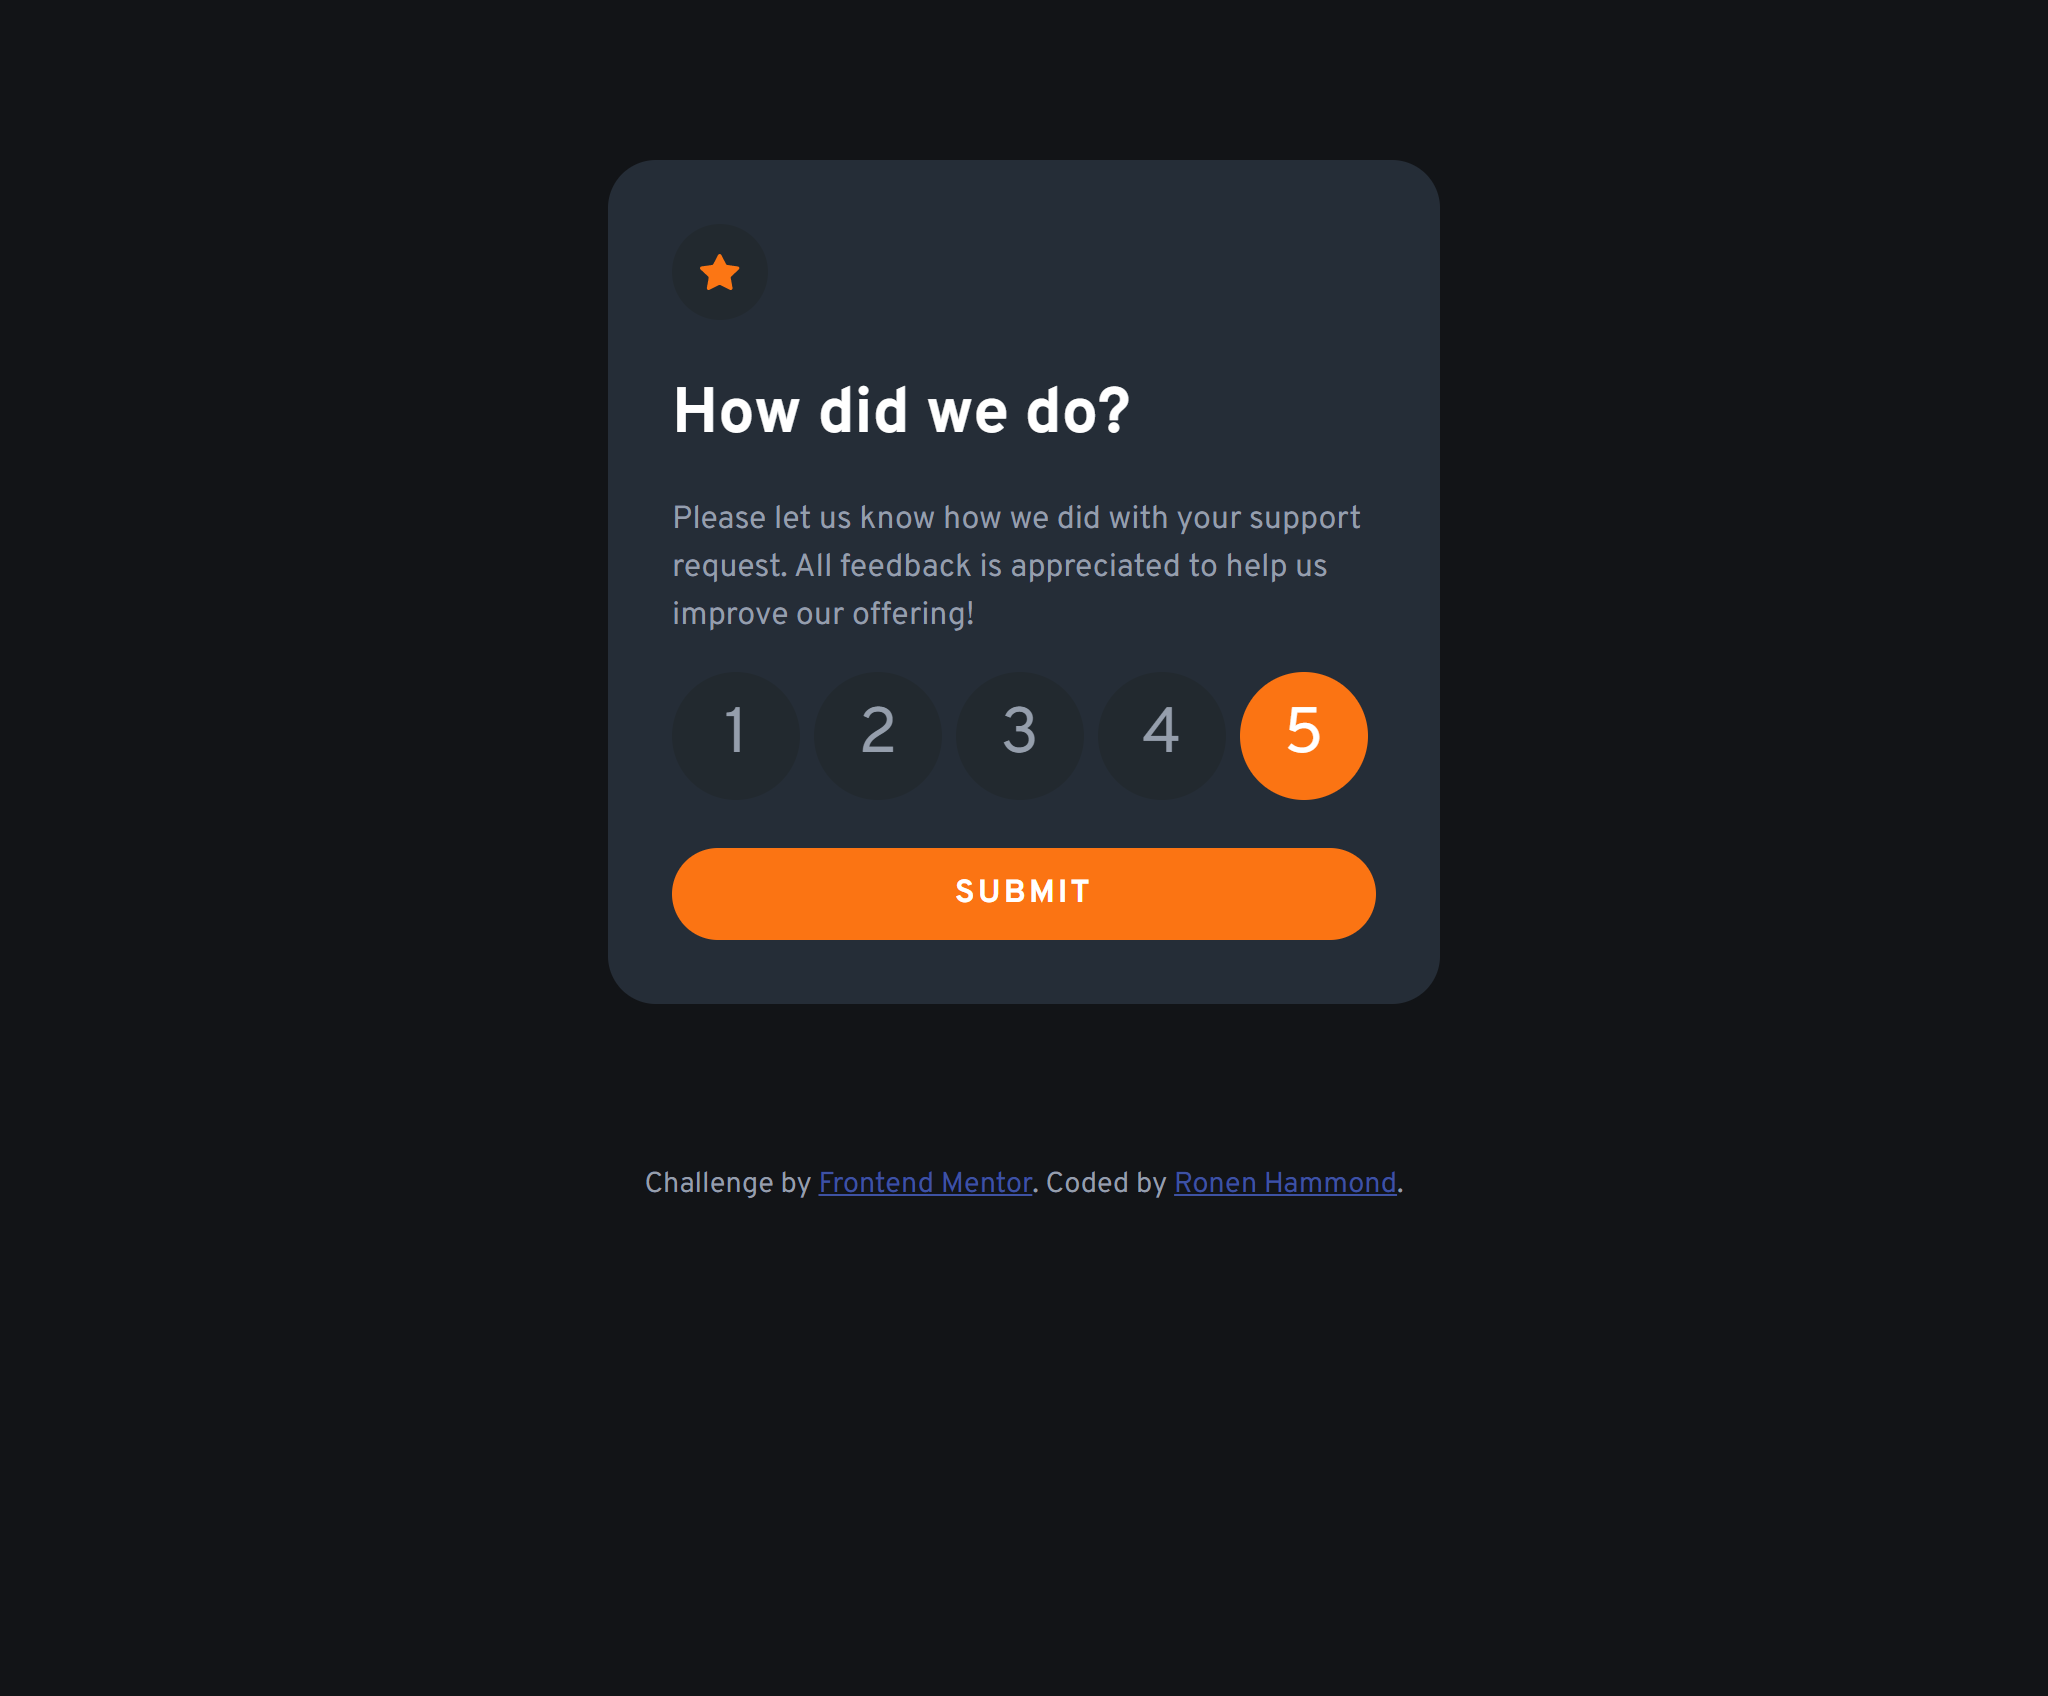 How did we do?
Please let us know how we did with your support
request. All feedback is appreciated to help us
improve our offering!
1 2 3 4 5
SUBMIT
Challenge by Frontend Mentor. Coded by Ronen Hammond.